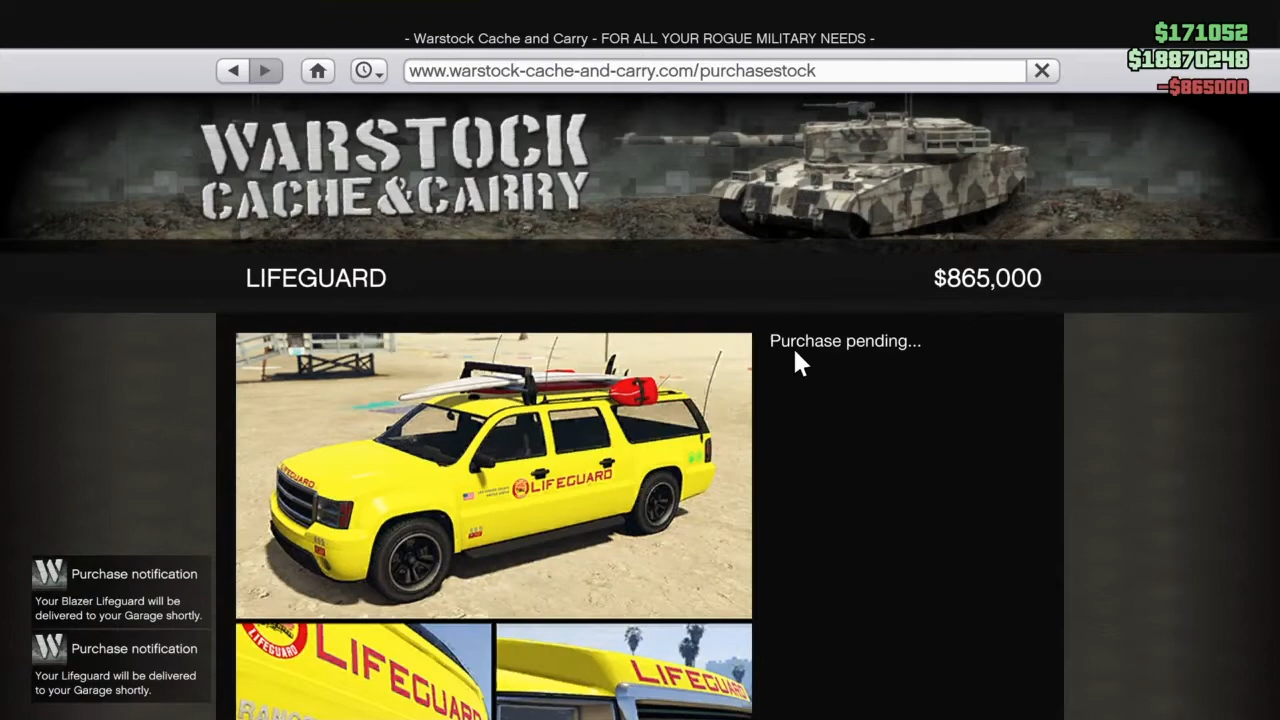 - Warstock Cache and Carry - FOR ALL YOUR ROGUE MILITARY NEEDS -
$171052
$18870248
-$865000
www.warstock-cache-and-carry.com/purchasestock
WARSTOCK
CACHE&CARRY
LIFEGUARD
$865,000
Purchase pending...
LIFEGUARD
LIFEGUARD
LIFEGUARD
LIFEGUARD
LIFEGUARD
Purchase notification
Your Blazer Lifeguard will be
delivered to your Garage shortly.
Purchase notification
Your Lifeguard will be delivered
to your Garage shortly.